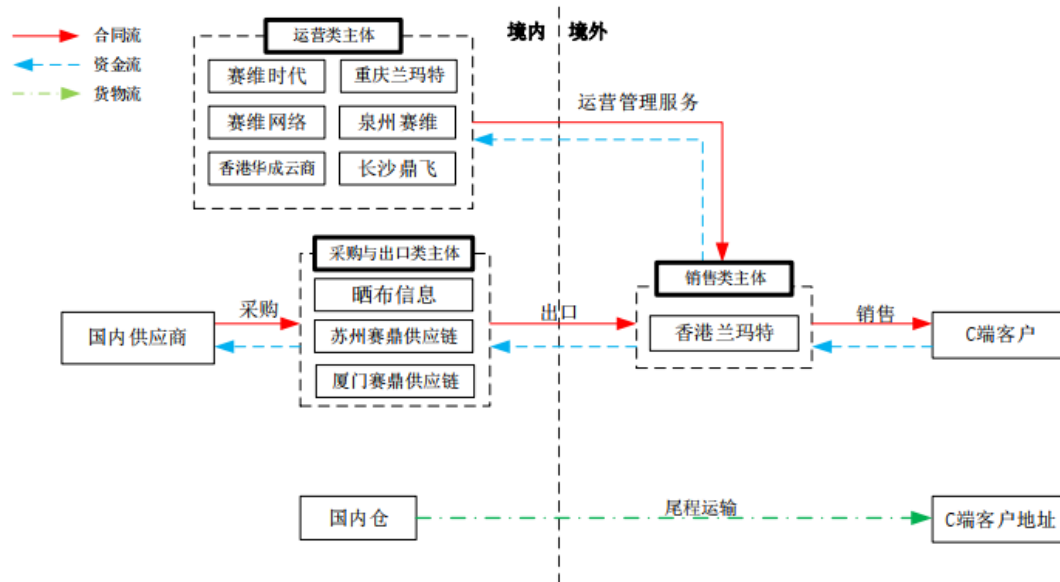 合同流
资金流
货物流
运营类主体
赛维时代
重庆兰玛特
赛维网络
泉州赛维
香港华成云商
长沙鼎飞
境内
境外
运营管理服务
采购与出口类主体
晒布信息
苏州赛鼎供应链
厦门赛鼎供应链
国内供应商
采购
出口
销售类主体
香港兰玛特
销售
C端客户
国内仓
尾程运输
C端客户地址